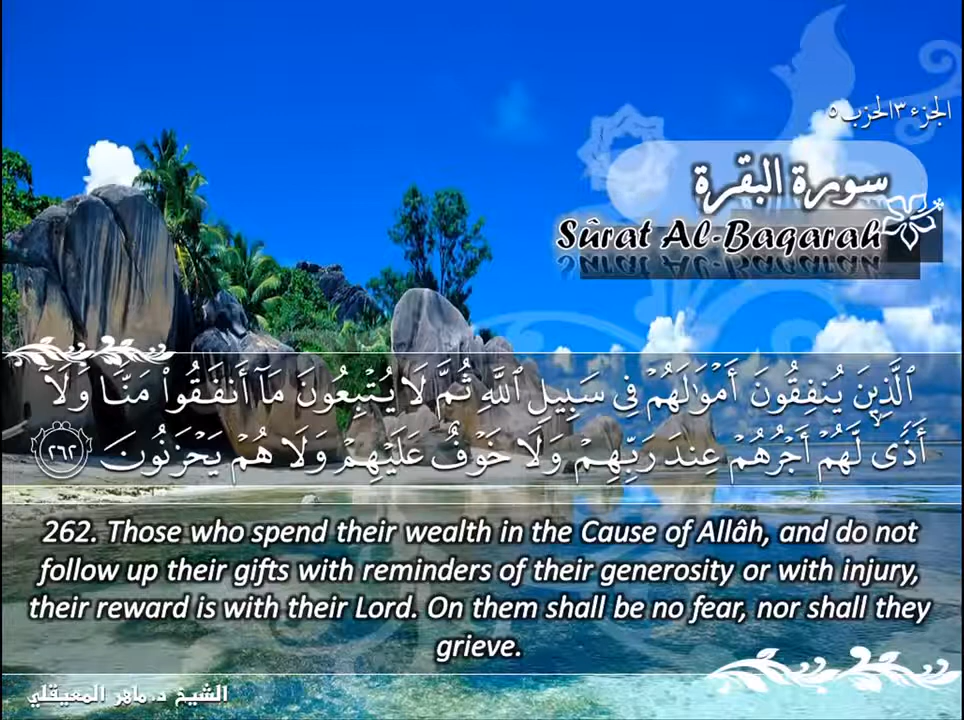 الجزء ٣ الحزب ٥
سورة البقرة
Sûrat Al-Baqarah
ٱلَّذِينَ يُنفِقُونَ أَمۡوَٰلَهُمۡ فِي سَبِيلِ ٱللَّهِ ثُمَّ لَا يُتۡبِعُونَ مَآ أَنفَقُواْ مَنّٗا وَلَآ
أَذٗى لَّهُمۡ أَجۡرُهُمۡ عِندَ رَبِّهِمۡ وَلَا خَوۡفٌ عَلَيۡهِمۡ وَلَا هُمۡ يَحۡزَنُونَ ٢٦٢
262. Those who spend their wealth in the Cause of Allâh, and do not
follow up their gifts with reminders of their generosity or with injury,
their reward is with their Lord. On them shall be no fear, nor shall they
grieve.
الشيخ د. ماهر المعيقلي